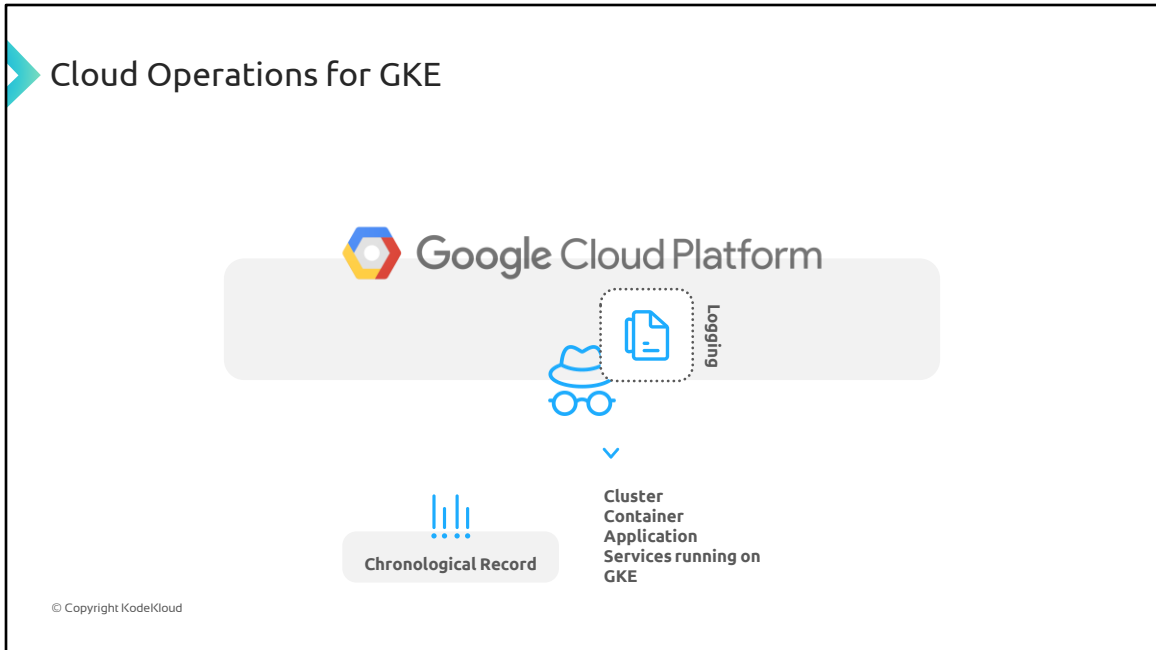 Cloud Operations for GKE
Google Cloud Platform
Logging
Cluster
Container
Application
Services running on
GKE
Chronological Record
© Copyright KodeKloud